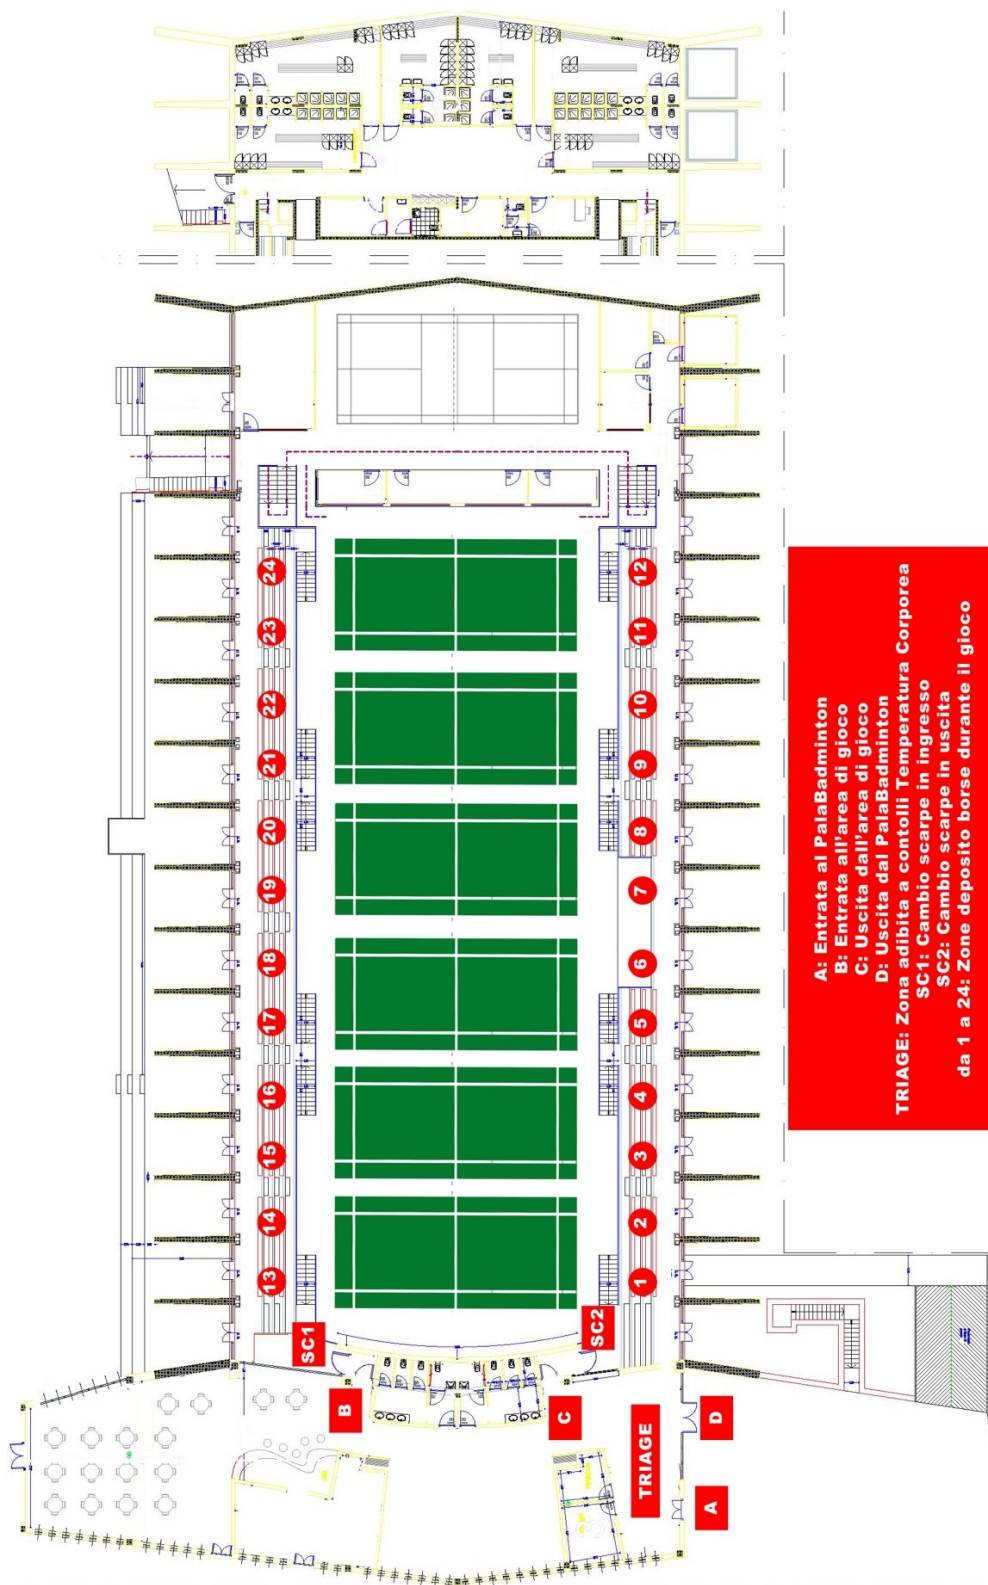 24
12
23
11
22
10
21
9
20
8
19
7
18
6
17
5
16
4
15
3
14
2
13
1
SC1
SC2
B
C
TRIAGE
D
A
A: Entrata al PalaBadminton
B: Entrata all'area di gioco
C: Uscita dall'area di gioco
D: Uscita dal PalaBadminton
TRIAGE: Zona adibita a contolli Temperatura Corporea
SC1: Cambio scarpe in ingresso
SC2: Cambio scarpe in uscita
da 1 a 24: Zone deposito borse durante il gioco